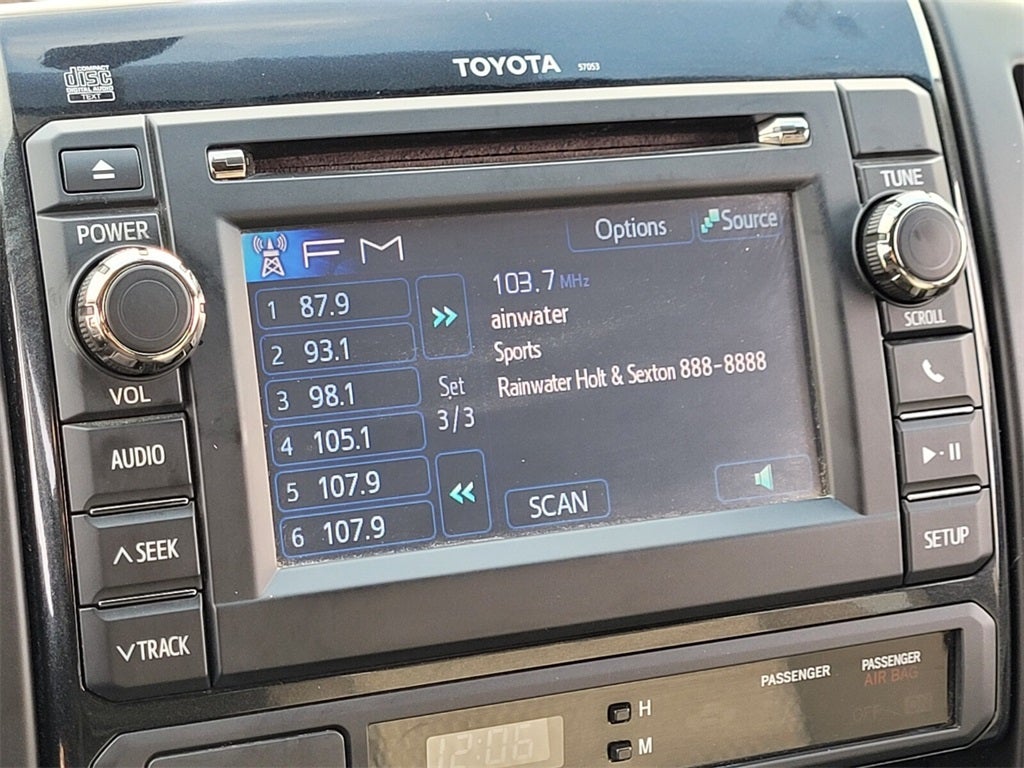 COMPACT
disc
DIGITAL AUDIO
TEXT
TOYOTA 57053
POWER
VOL
AUDIO
∧ SEEK
∨ TRACK
FM
Options
Source
1 87.9
2 93.1
3 98.1
4 105.1
5 107.9
6 107.9
Set
3/3
103.7 MHz
ainwater
Sports
Rainwater Holt & Sexton 888-8888
SCAN
TUNE
SCROLL
SETUP
12:06
H
M
PASSENGER
PASSENGER
AIR BAG
OFF